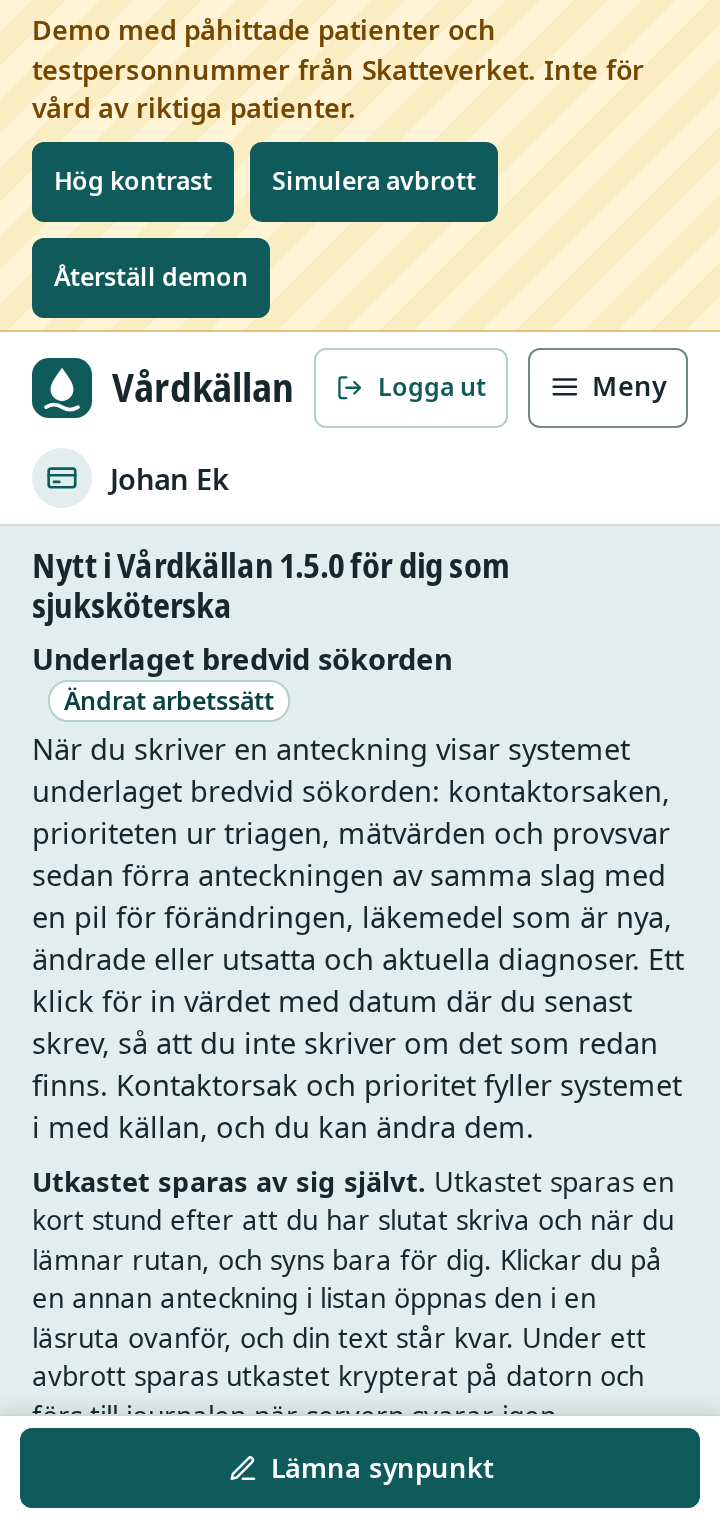 Demo med påhittade patienter och
testpersonnummer från Skatteverket. Inte för
vård av riktiga patienter.
Hög kontrast
Simulera avbrott
Återställ demon
Vårdkällan
Logga ut
Meny
Johan Ek
Nytt i Vårdkällan 1.5.0 för dig som
sjuksköterska
Underlaget bredvid sökorden
Ändrat arbetssätt
När du skriver en anteckning visar systemet
underlaget bredvid sökorden: kontaktorsaken,
prioriteten ur triagen, mätvärden och provsvar
sedan förra anteckningen av samma slag med
en pil för förändringen, läkemedel som är nya,
ändrade eller utsatta och aktuella diagnoser. Ett
klick för in värdet med datum där du senast
skrev, så att du inte skriver om det som redan
finns. Kontaktorsak och prioritet fyller systemet
i med källan, och du kan ändra dem.
Utkastet sparas av sig självt. Utkastet sparas en
kort stund efter att du har slutat skriva och när du
lämnar rutan, och syns bara för dig. Klickar du på
en annan anteckning i listan öppnas den i en
läsruta ovanför, och din text står kvar. Under ett
avbrott sparas utkastet krypterat på datorn och
förs till journalen när servern svarar igen.
Lämna synpunkt